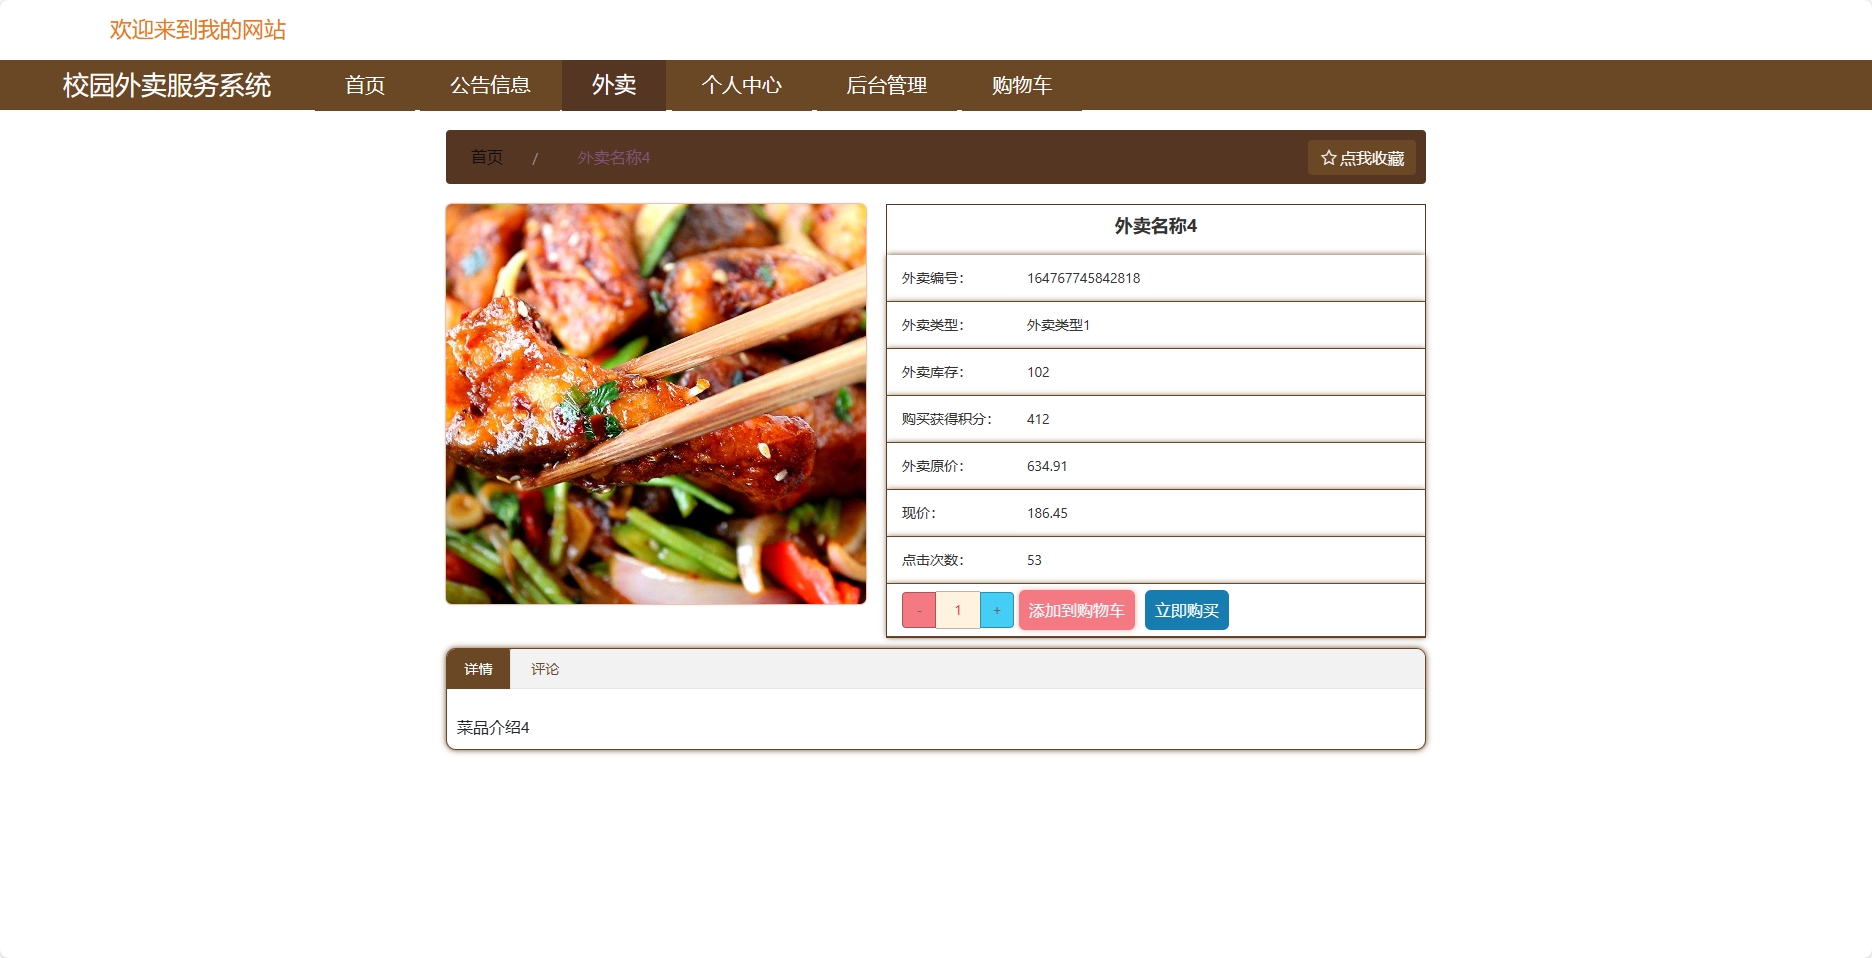 欢迎来到我的网站
校园外卖服务系统 首页 公告信息 外卖 个人中心 后台管理 购物车
首页 / 外卖名称4 点我收藏
外卖名称4
外卖编号： 164767745842818
外卖类型： 外卖类型1
外卖库存： 102
购买获得积分： 412
外卖原价： 634.91
现价： 186.45
点击次数： 53
- 1 + 添加到购物车 立即购买
详情 评论
菜品介绍4